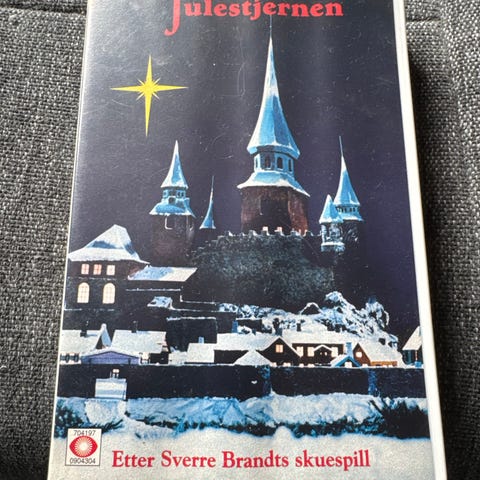 Julestjernen
704197
0904304
Etter Sverre Brandts skuespill